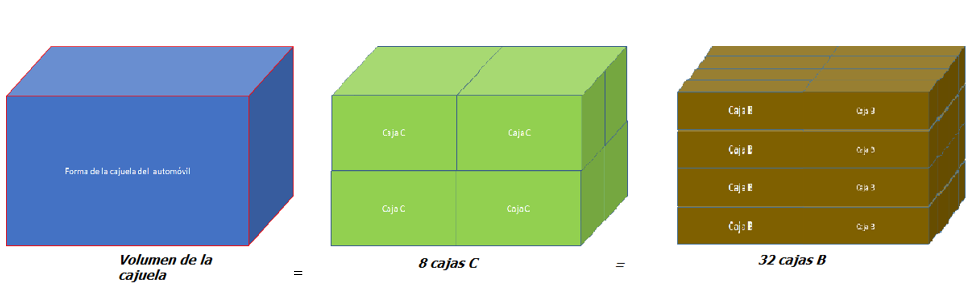 Forma de la cajuela del automóvil
Caja C
Caja C
Caja C
Caja C
Caja B
Caja B
Caja B
Caja B
Caja B
Caja B
Caja B
Caja B
Volumen de la
cajuela
=
8 cajas C
=
32 cajas B